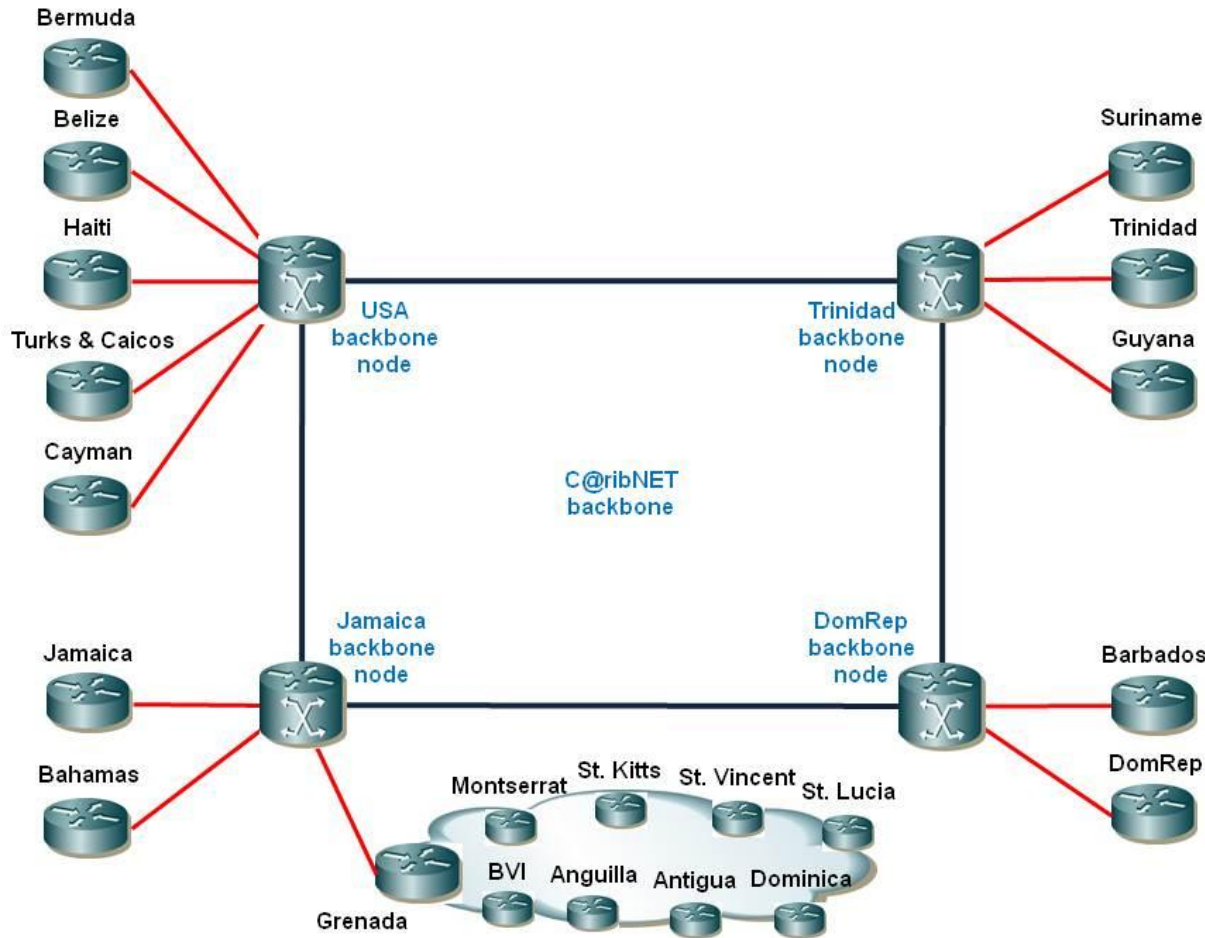 Bermuda
Belize
Haiti
Turks & Caicos
Cayman
USA
backbone
node
Trinidad
backbone
node
Suriname
Trinidad
Guyana
C@ribNET
backbone
Jamaica
backbone
node
DomRep
backbone
node
Jamaica
Bahamas
Barbados
DomRep
Montserrat
St. Kitts
St. Vincent
St. Lucia
BVI
Anguilla
Antigua
Dominica
Grenada